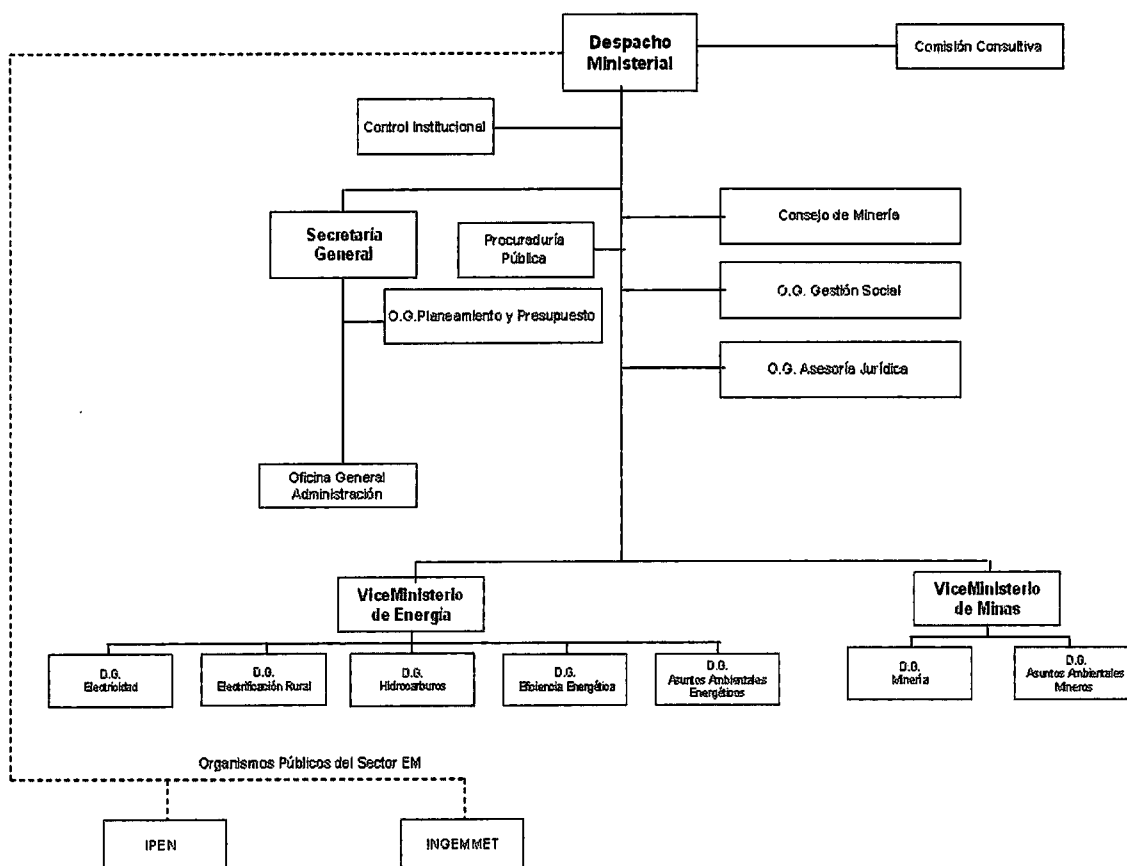 Despacho
Ministerial
Comisión Consultiva
Control Institucional
Secretaría
General
Procuraduría
Pública
Consejo de Minería
O.G. Gestión Social
O.G.Planeamiento y Presupuesto
O.G. Asesoría Jurídica
Oficina General
Administración
ViceMinisterio
de Energía
ViceMinisterio
de Minas
D.G.
Electricidad
D.G.
Electrificación Rural
D.G.
Hidrocarburos
D.G.
Eficiencia Energética
D.G.
Asuntos Ambientales
Energéticos
D.G.
Minería
D.G.
Asuntos Ambientales
Mineros
Organismos Públicos del Sector EM
IPEN
INGEMMET